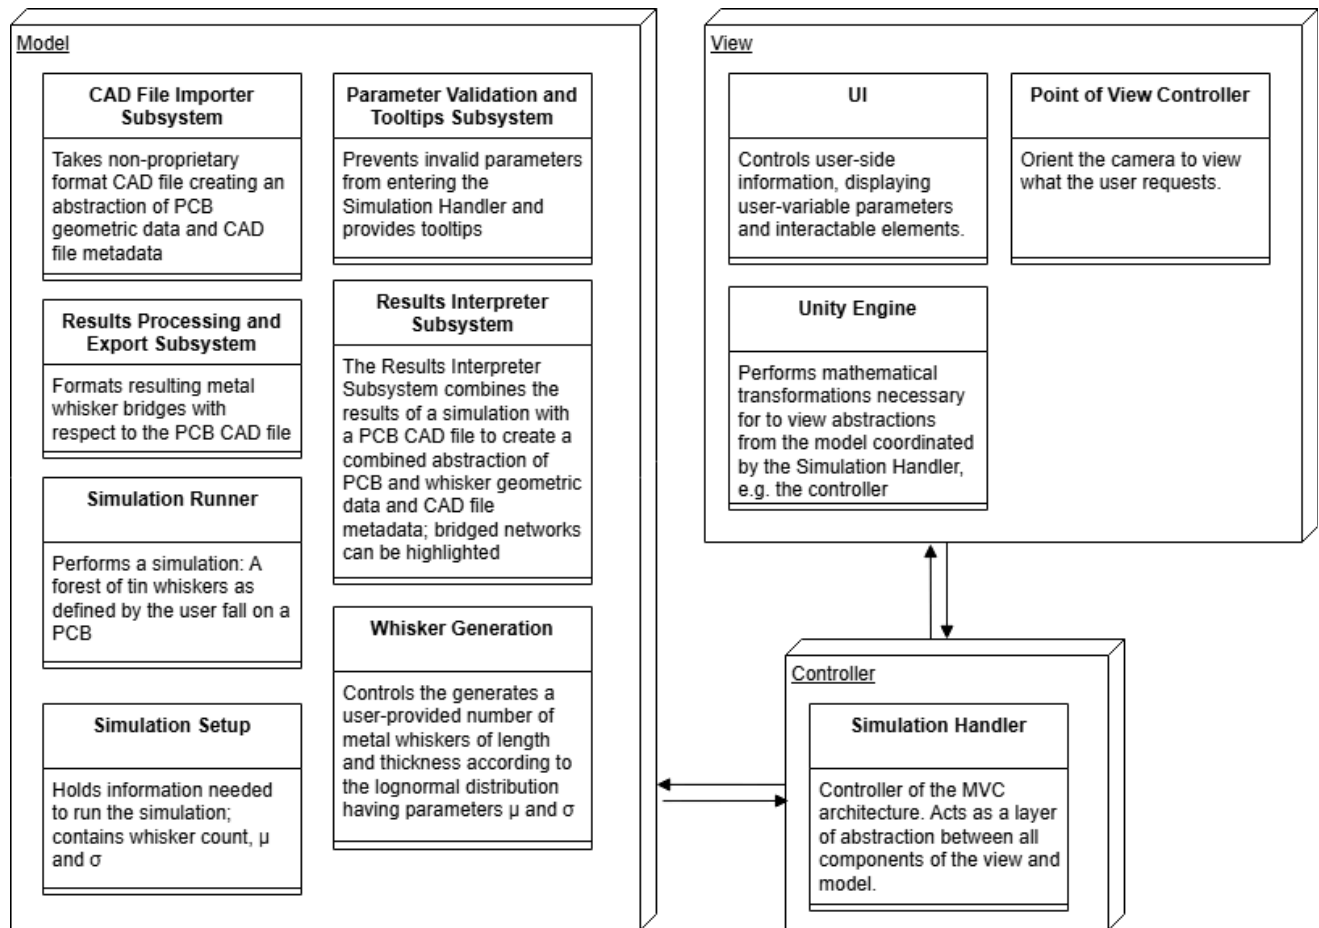 Model
CAD File Importer
Subsystem
Takes non-proprietary
format CAD file creating an
abstraction of PCB
geometric data and CAD
file metadata
Results Processing and
Export Subsystem
Formats resulting metal
whisker bridges with
respect to the PCB CAD file
Simulation Runner
Performs a simulation: A
forest of tin whiskers as
defined by the user fall on a
PCB
Simulation Setup
Holds information needed
to run the simulation;
contains whisker count, μ
and σ
Parameter Validation and
Tooltips Subsystem
Prevents invalid parameters
from entering the
Simulation Handler and
provides tooltips
Results Interpreter
Subsystem
The Results Interpreter
Subsystem combines the
results of a simulation with
a PCB CAD file to create a
combined abstraction of
PCB and whisker geometric
data and CAD file
metadata; bridged networks
can be highlighted
Whisker Generation
Controls the generates a
user-provided number of
metal whiskers of length
and thickness according to
the lognormal distribution
having parameters μ and σ
View
UI
Controls user-side
information, displaying
user-variable parameters
and interactable elements.
Point of View Controller
Orient the camera to view
what the user requests.
Unity Engine
Performs mathematical
transformations necessary
for to view abstractions
from the model coordinated
by the Simulation Handler,
e.g. the controller
Controller
Simulation Handler
Controller of the MVC
architecture. Acts as a layer
of abstraction between all
components of the view and
model.